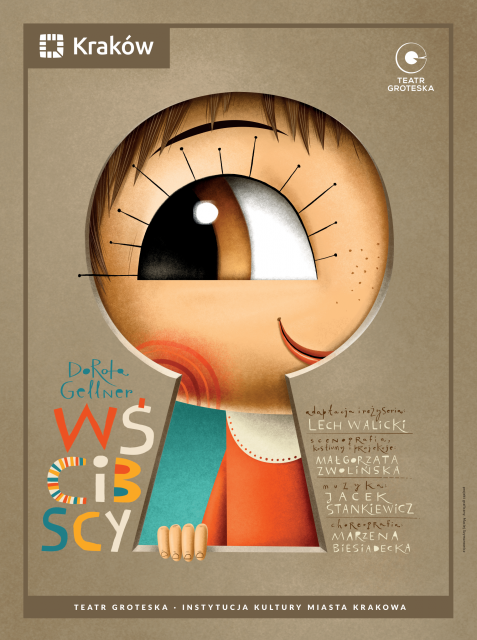 Kraków
TEATR
GROTESKA
DoRota
Gellner
WŚ
CiB
SCY
adaptacja i reżyseria
LECH WALICKI
scenografia,
kostiumy i projekcje
MAŁGORZATA
ZWOLIŃSKA
muzyka
JACEK
STANKIEWICZ
choreografia
MARZENA
BIESIADECKA
TEATR GROTESKA - INSTYTUCJA KULTURY MIASTA KRAKOWA